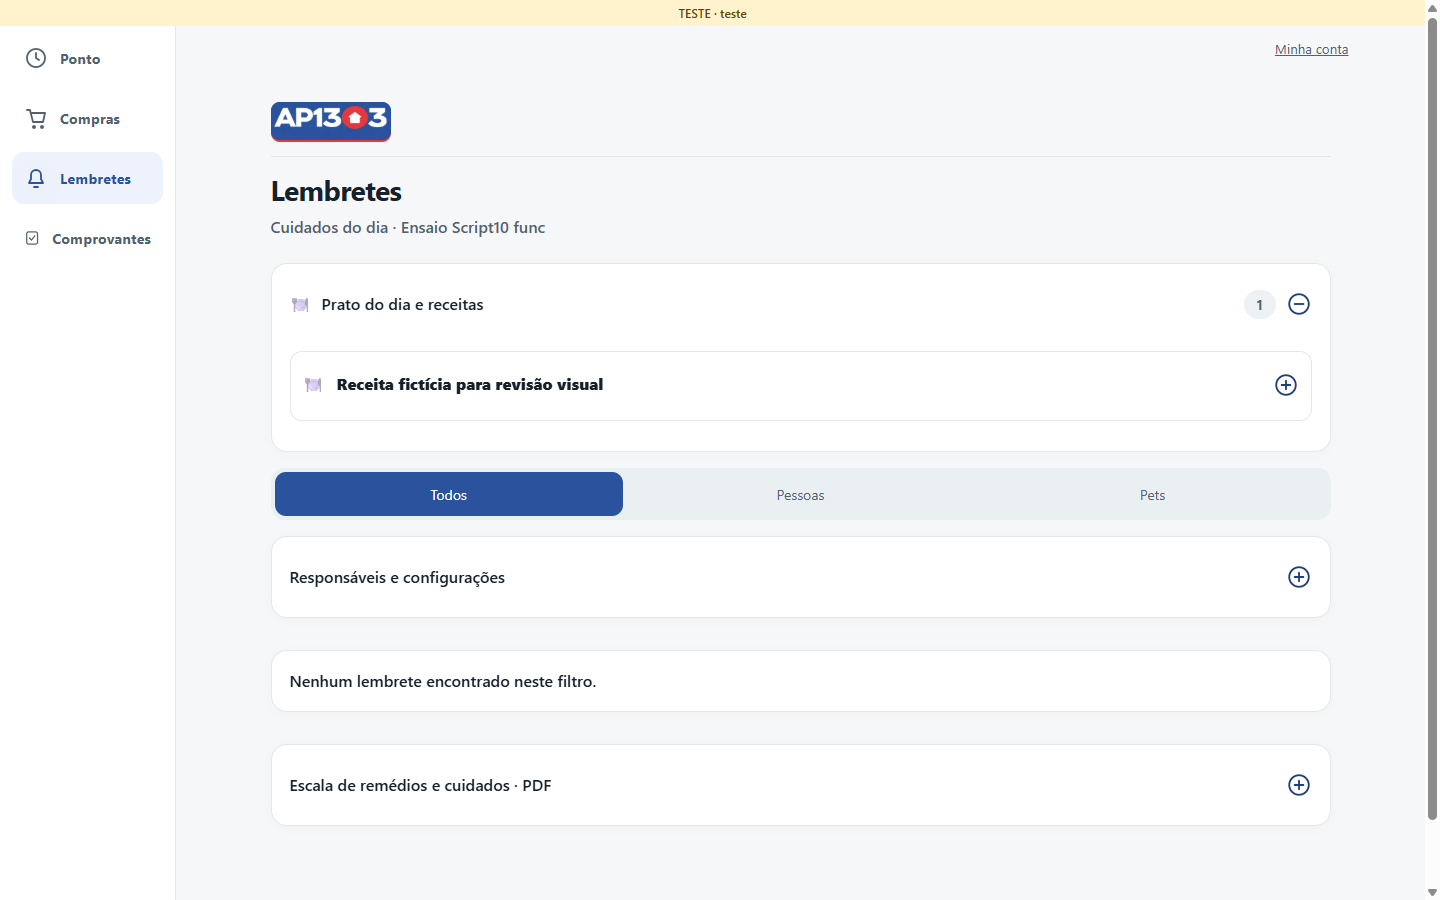 TESTE · teste
Ponto
Compras
Lembretes
Comprovantes
Minha conta
AP1303
Lembretes
Cuidados do dia · Ensaio Script10 func
Prato do dia e receitas
1
Receita fictícia para revisão visual
Todos
Pessoas
Pets
Responsáveis e configurações
Nenhum lembrete encontrado neste filtro.
Escala de remédios e cuidados · PDF